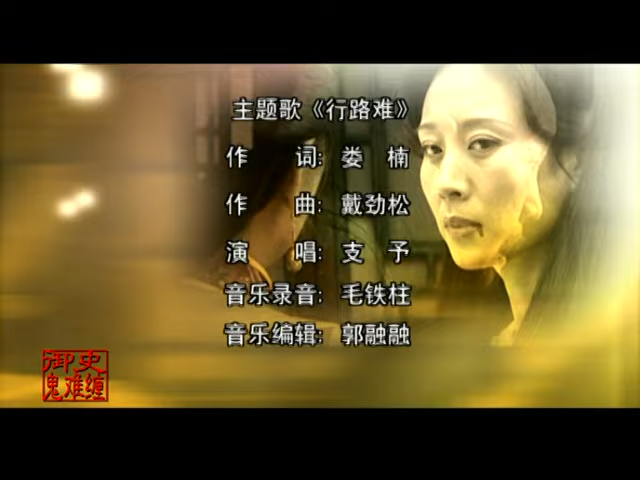 主题歌《行路难》
作 词: 娄 楠
作 曲: 戴劲松
演 唱: 支 予
音乐录音: 毛铁柱
音乐编辑: 郭融融
御史
鬼难缠